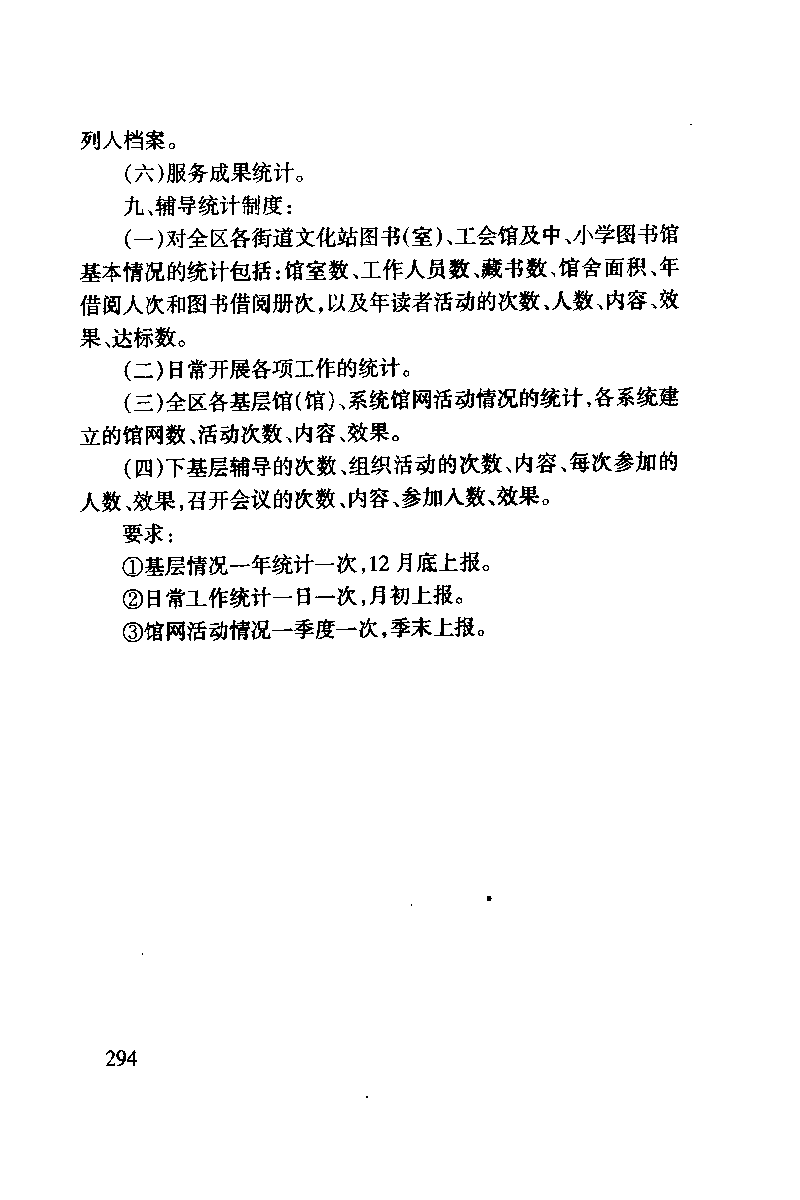 列人档案。
(六)服务成果统计。
九、辅导统计制度:
(一)对全区各街道文化站图书(室)、工会馆及中、小学图书馆
基本情况的统计包括:馆室数、工作人员数、藏书数、馆舍面积、年
借阅人次和图书借阅册次,以及年读者活动的次数、人数、内容、效
果、达标数。
(二)日常开展各项工作的统计。
(三)全区各基层馆(馆)、系统馆网活动情况的统计,各系统建
立的馆网数、活动次数、内容、效果。
(四)下基层辅导的次数、组织活动的次数、内容、每次参加的
人数、效果,召开会议的次数、内容、参加人数、效果。
要求:
①基层情况一年统计一次,12月底上报。
②日常工作统计一日一次,月初上报。
③馆网活动情况一季度一次,季末上报。
294